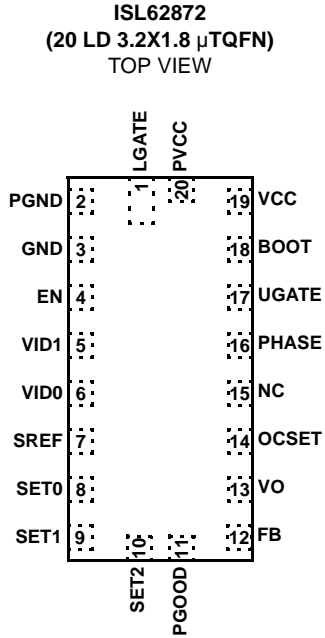 ISL62872
(20 LD 3.2X1.8 µTQFN)
TOP VIEW
LGATE
PVCC
1
20
PGND 2
19 VCC
GND 3
18 BOOT
EN 4
17 UGATE
VID1 5
16 PHASE
VID0 6
15 NC
SREF 7
14 OCSET
SET0 8
13 VO
SET1 9
12 FB
10
11
SET2
PGOOD